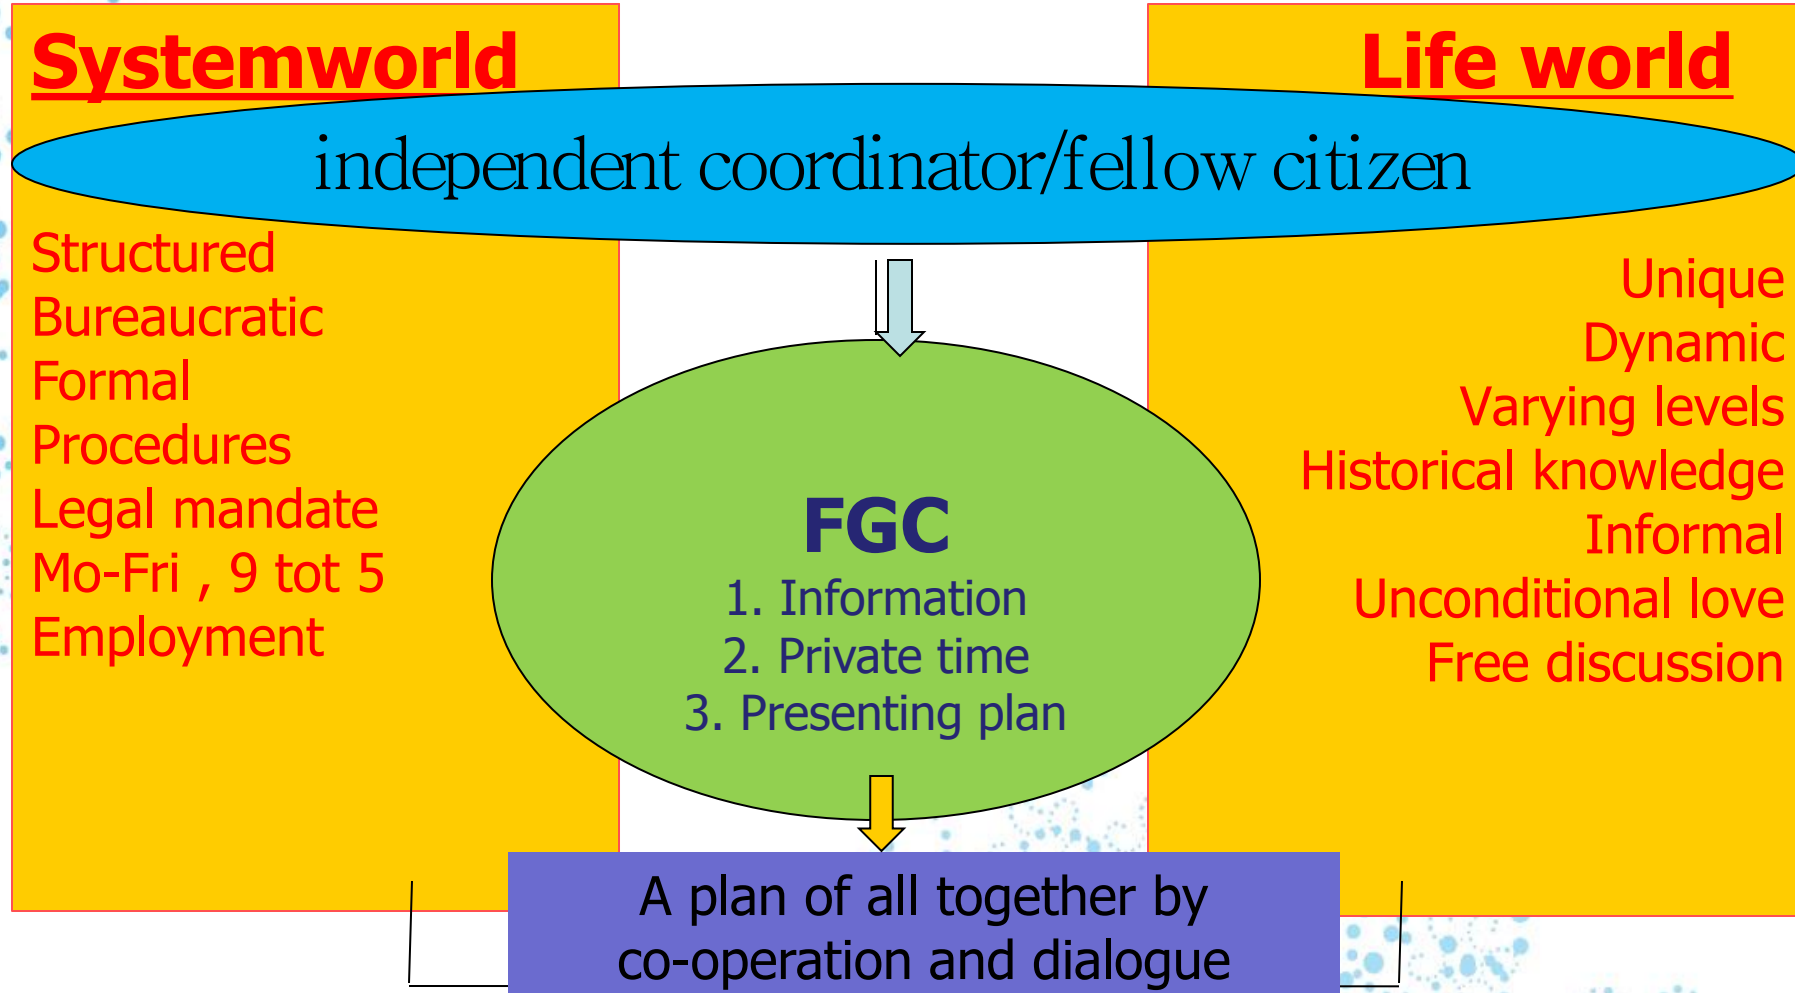 Systemworld
Life world
independent coordinator/fellow citizen
Structured
Bureaucratic
Formal
Procedures
Legal mandate
Mo-Fri , 9 tot 5
Employment
FGC
1. Information
2. Private time
3. Presenting plan
Unique
Dynamic
Varying levels
Historical knowledge
Informal
Unconditional love
Free discussion
A plan of all together by
co-operation and dialogue